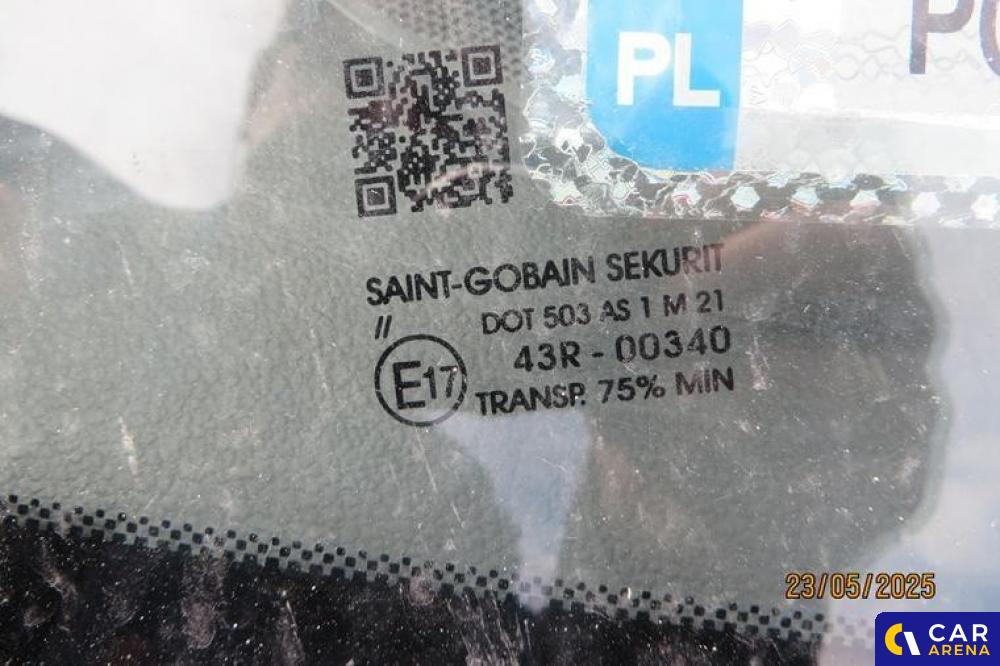 PL
SAINT-GOBAIN SEKURIT
//
DOT 503 AS 1 M 21
43R - 00340
E17
TRANSP. 75% MIN
23/05/2025
CAR
ARENA